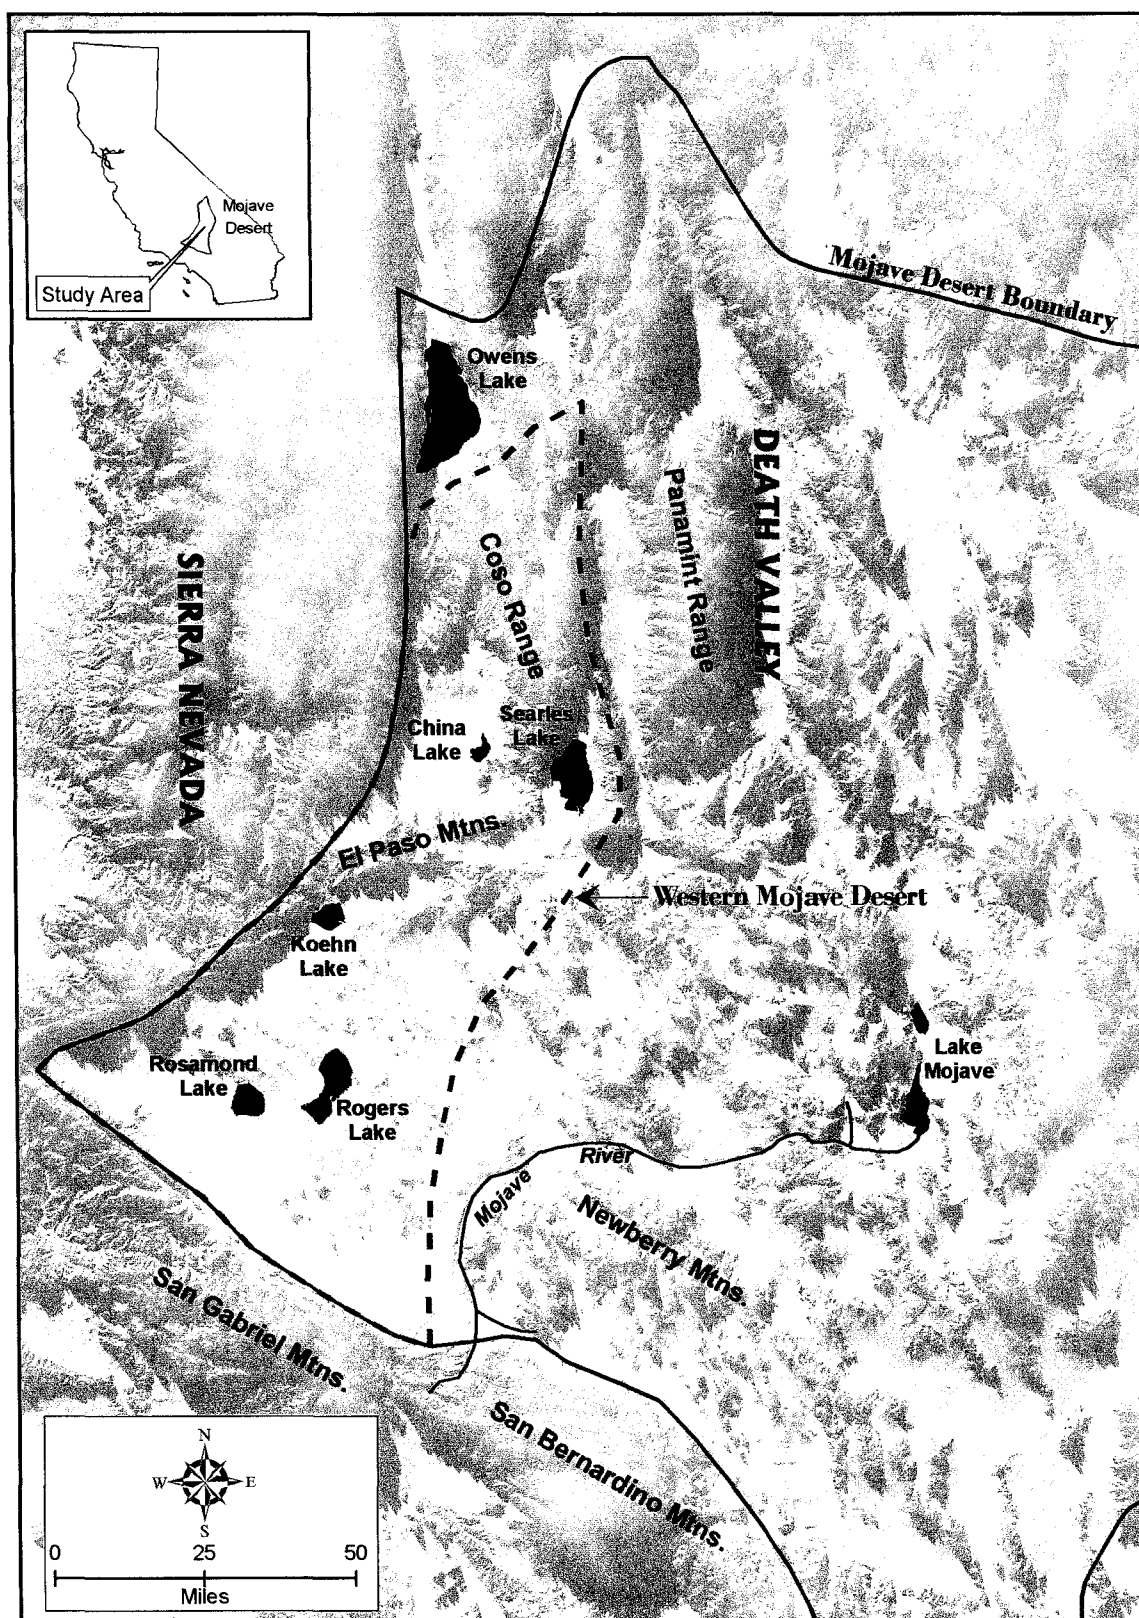 Mojave
Desert
Study Area
Mojave Desert Boundary
Owens
Lake
DEATH VALLEY
Panamint Range
Coso Range
SIERRA NEVADA
China
Lake
Searles
Lake
El Paso Mtns.
Western Mojave Desert
Koehn
Lake
Lake
Mojave
Rosamond
Lake
Rogers
Lake
River
Mojave
Newberry Mtns.
San Gabriel Mtns.
San Bernardino Mtns.
N
W E
S
0 25 50
Miles